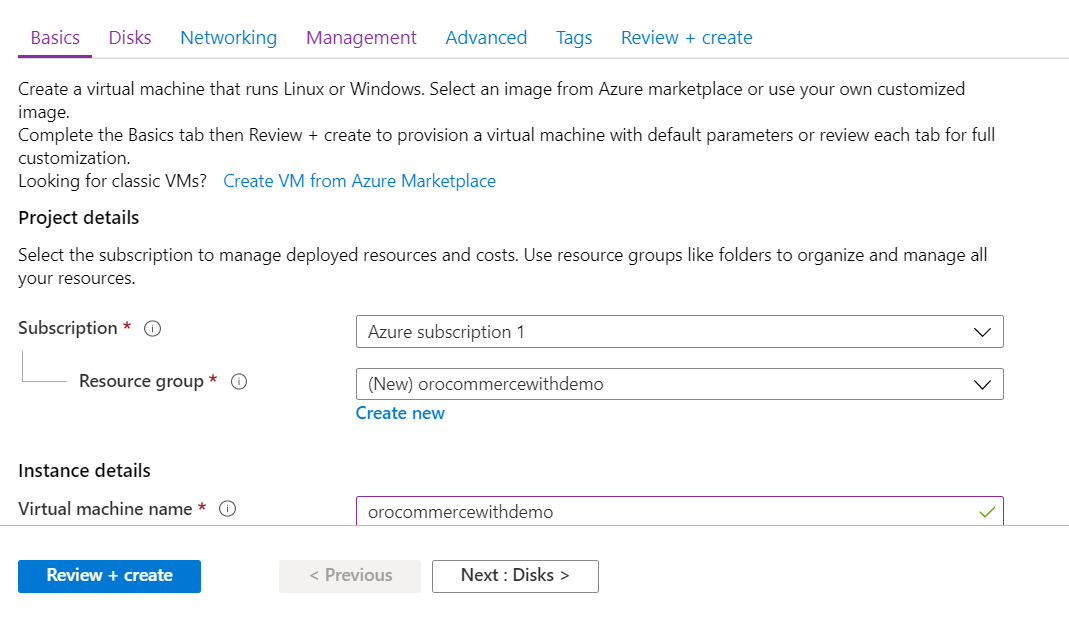 Basics Disks Networking Management Advanced Tags Review + create
Create a virtual machine that runs Linux or Windows. Select an image from Azure marketplace or use your own customized
image.
Complete the Basics tab then Review + create to provision a virtual machine with default parameters or review each tab for full
customization.
Looking for classic VMs? Create VM from Azure Marketplace
Project details
Select the subscription to manage deployed resources and costs. Use resource groups like folders to organize and manage all
your resources.
Subscription * Azure subscription 1
Resource group * (New) orocommercewithdemo
Create new
Instance details
Virtual machine name * orocommercewithdemo
Review + create < Previous Next : Disks >